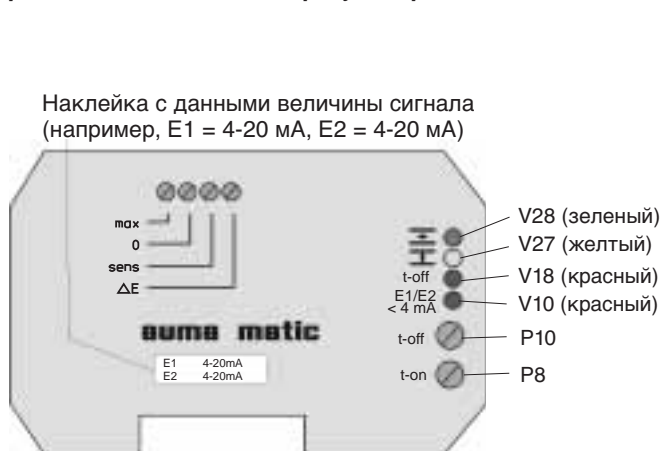 Наклейка с данными величины сигнала
(например, E1 = 4-20 мА, E2 = 4-20 мА)
max
0
sens
△E
auma matic
E1 4-20mA
E2 4-20mA
t-off
E1/E2
< 4 mA
t-off
t-on
V28 (зеленый)
V27 (желтый)
V18 (красный)
V10 (красный)
P10
P8